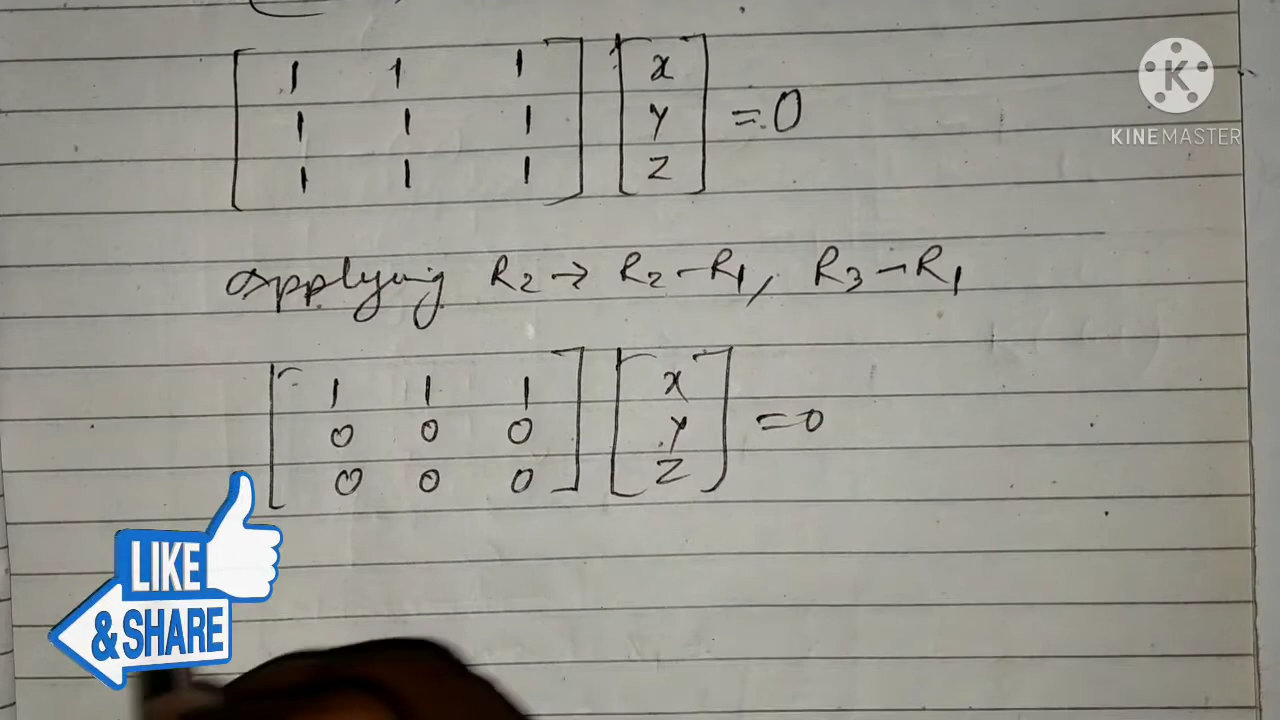 1 1 1 x
1 1 1 y = 0
1 1 1 z
K
KINEMASTER
applying R2 → R2 - R1, R3 - R1
1 1 1 x
0 0 0 y = 0
0 0 0 z
LIKE
& SHARE